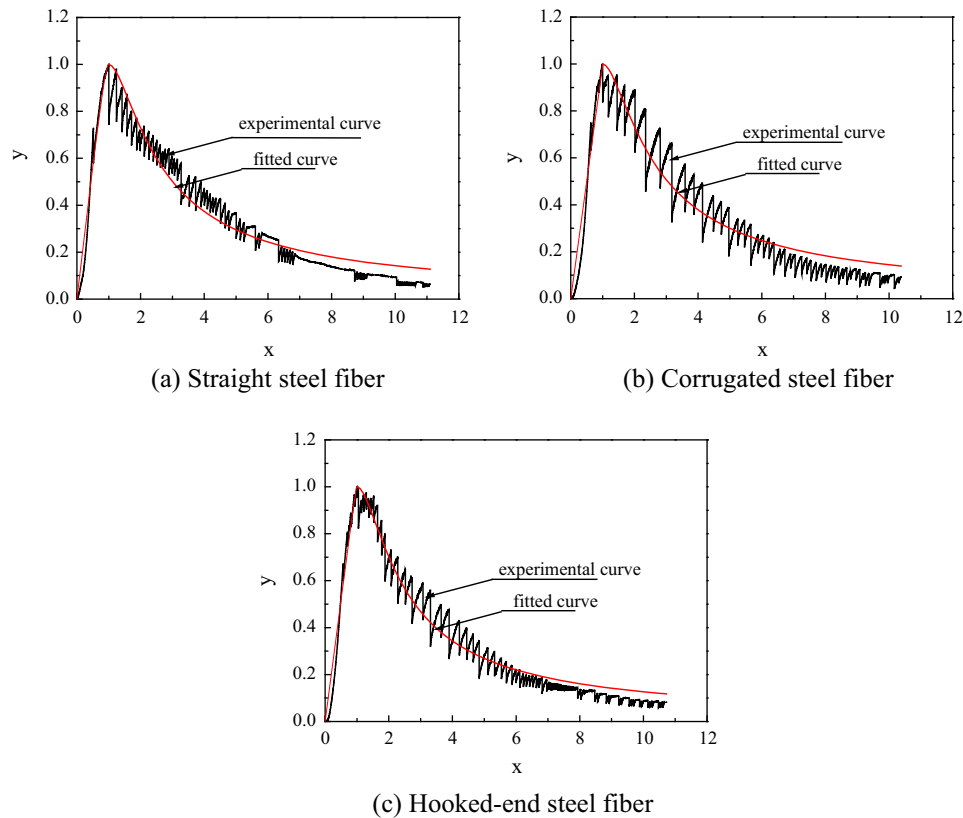 1.2
1.0
0.8
0.6
0.4
0.2
0.0
y
experimental curve
fitted curve
0 2 4 6 8 10 12
x
(a) Straight steel fiber
1.2
1.0
0.8
0.6
0.4
0.2
0.0
y
experimental curve
fitted curve
0 2 4 6 8 10 12
x
(b) Corrugated steel fiber
1.2
1.0
0.8
0.6
0.4
0.2
0.0
y
experimental curve
fitted curve
0 2 4 6 8 10 12
x
(c) Hooked-end steel fiber